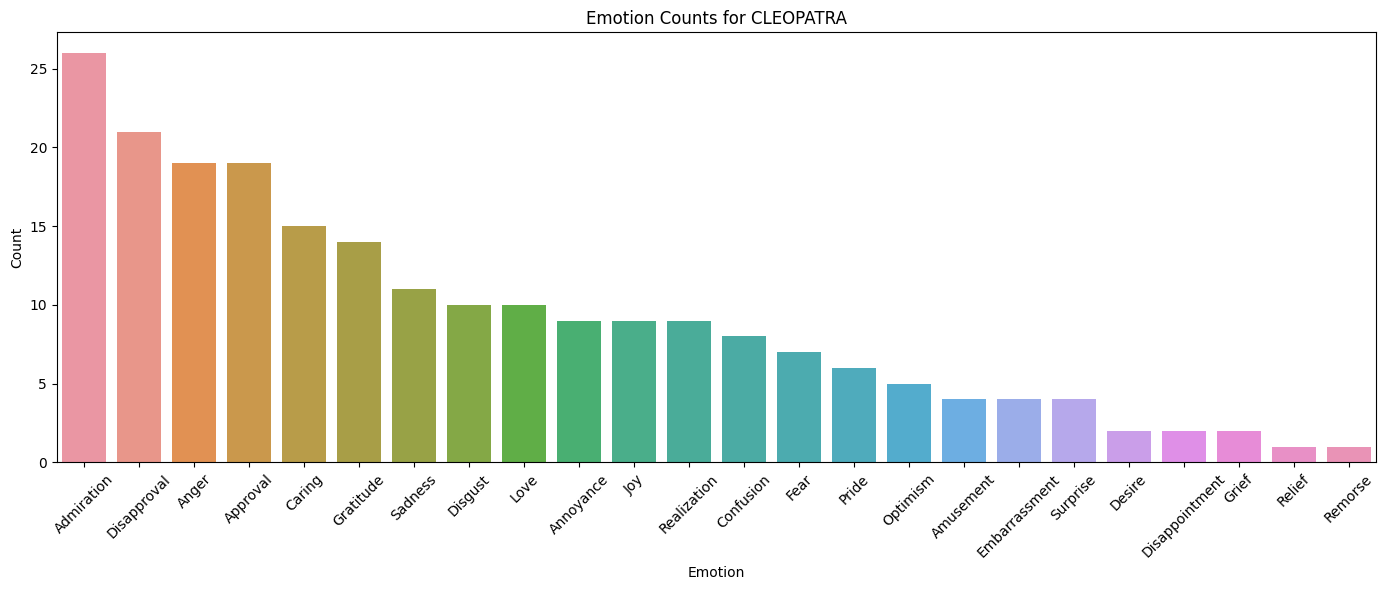 Emotion Counts for CLEOPATRA
Count
25
20
15
10
5
0
Admiration
Disapproval
Anger
Approval
Caring
Gratitude
Sadness
Disgust
Love
Annoyance
Joy
Realization
Confusion
Fear
Pride
Optimism
Amusement
Embarrassment
Surprise
Desire
Disappointment
Grief
Relief
Remorse
Emotion